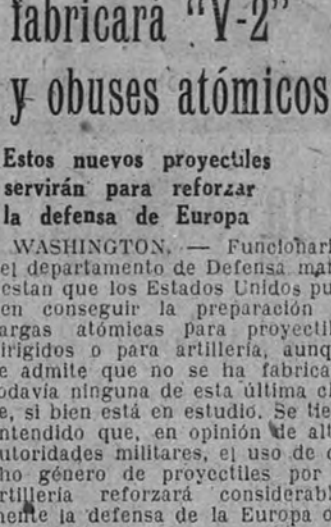 fabricará "V-2"
y obuses atómicos
Estos nuevos proyectiles
servirán para reforzar
la defensa de Europa
WASHINGTON. — Funcionari
el departamento de Defensa ma
estan que los Estados Unidos pu
en conseguir la preparación
argas atómicas para proyectil
irigidos o para artillería, aunq
e admite que no se ha fabrica
odavía ninguna de esta última cl
e, si bien está en estudio. Se tie
ntendido que, en opinión de alt
utoridades militares, el uso de d
ho género de proyectiles por
rtillería reforzará considerabl
mente la defensa de la Europa o